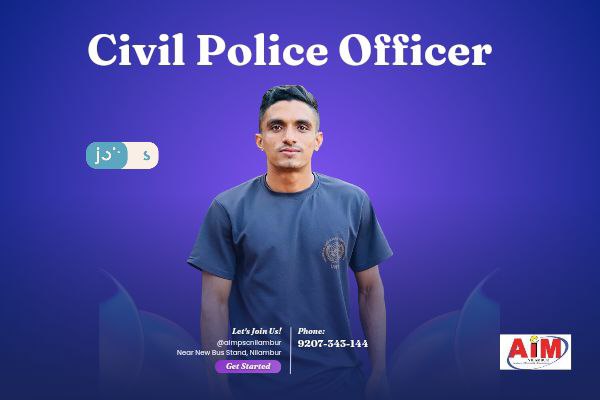 Civil Police Officer
Let's Join Us!
@aimpscnilambur
Near New Bus Stand, Nilambur
Get Started
Phone:
9207-343-144
AiM